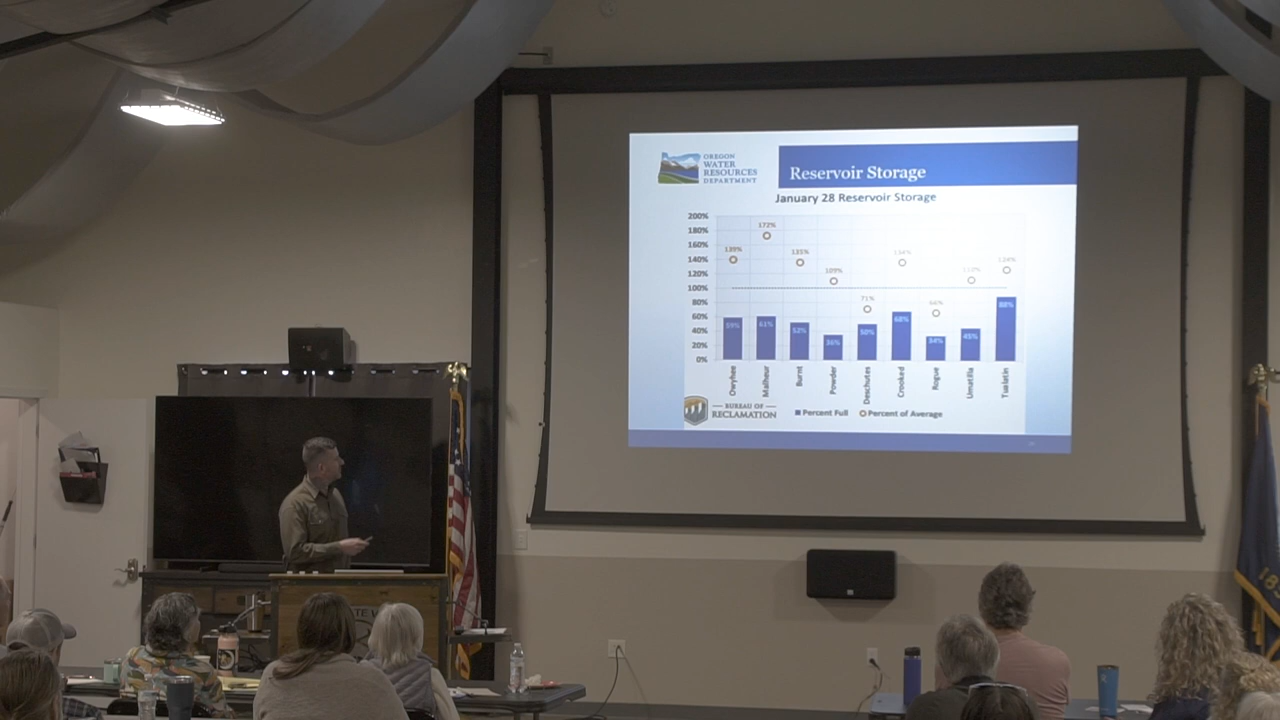 OREGON
WATER
RESOURCES
DEPARTMENT
Reservoir Storage
January 28 Reservoir Storage
200%
180%
160%
140%
120%
100%
80%
60%
40%
20%
0%
139%
172%
135%
109%
71%
134%
66%
124%
59%
61%
52%
36%
50%
68%
34%
45%
88%
Owyhee
Malheur
Burnt
Powder
Deschutes
Crooked
Rogue
Umatilla
Tualatin
BUREAU OF
RECLAMATION
Percent Full
Percent of Average